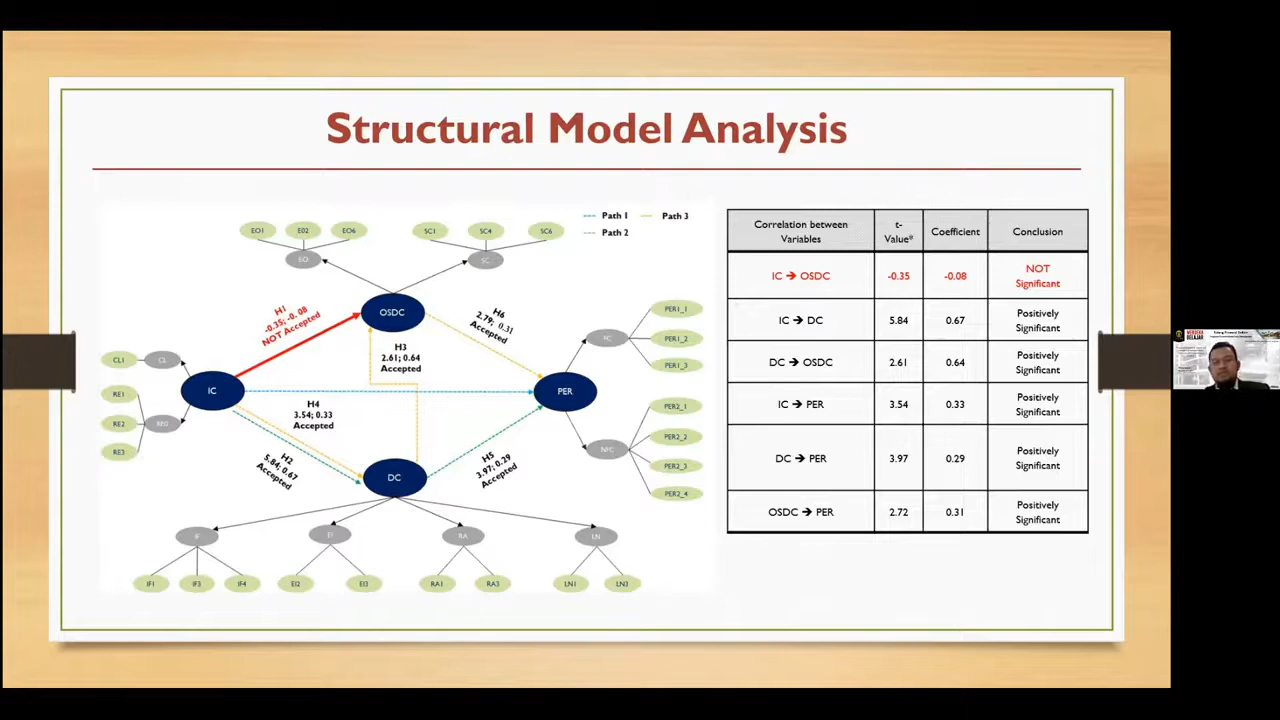 Structural Model Analysis
Path 1
Path 3
Path 2
EO1
E02
EO6
SC1
SC4
SC6
EO
SC
OSDC
H1
-0.35; -0.08
NOT Accepted
H6
2.79; 0.31
Accepted
H3
2.61; 0.64
Accepted
CL1
CL
RE1
RE2
RE3
IC
PER
PER1_1
PER1_2
PER1_3
PER2_1
PER2_2
PER2_3
PER2_4
H4
3.54; 0.33
Accepted
H2
5.84; 0.67
Accepted
H5
3.97; 0.29
Accepted
DC
IF
EI
RA
LN
IF1
IF3
IF4
EI2
EI3
RA1
RA3
LN1
LN3
Correlation between Variables
t-Value*
Coefficient
Conclusion
IC → OSDC
-0.35
-0.08
NOT Significant
IC → DC
5.84
0.67
Positively Significant
DC → OSDC
2.61
0.64
Positively Significant
IC → PER
3.54
0.33
Positively Significant
DC → PER
3.97
0.29
Positively Significant
OSDC → PER
2.72
0.31
Positively Significant